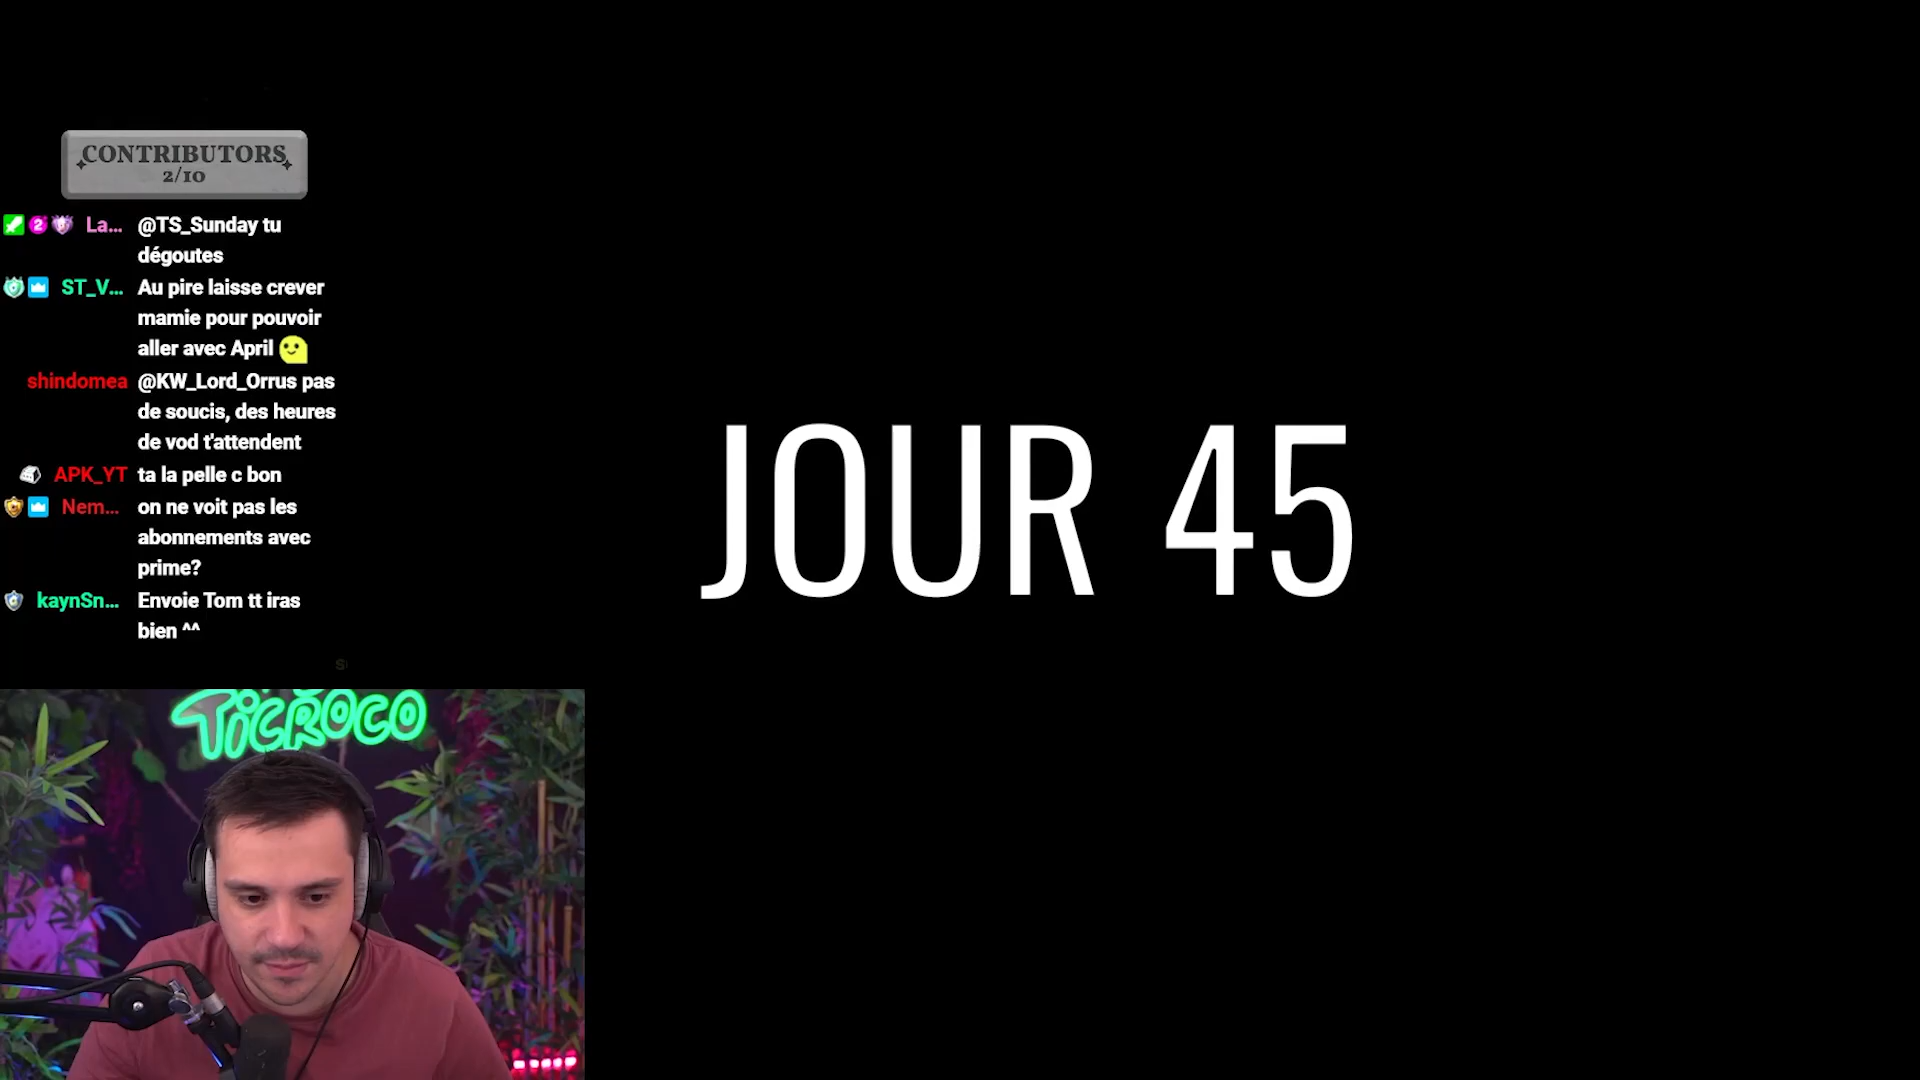 CONTRIBUTORS
2/10
La... @TS_Sunday tu
dégoutes
ST_V... Au pire laisse crever
mamie pour pouvoir
aller avec April
shindomea @KW_Lord_Orrus pas
de soucis, des heures
de vod t'attendent
APK_YT ta la pelle c bon
Nem... on ne voit pas les
abonnements avec
prime?
kaynSn... Envoie Tom tt iras
bien ^^
JOUR 45
TiCROCO